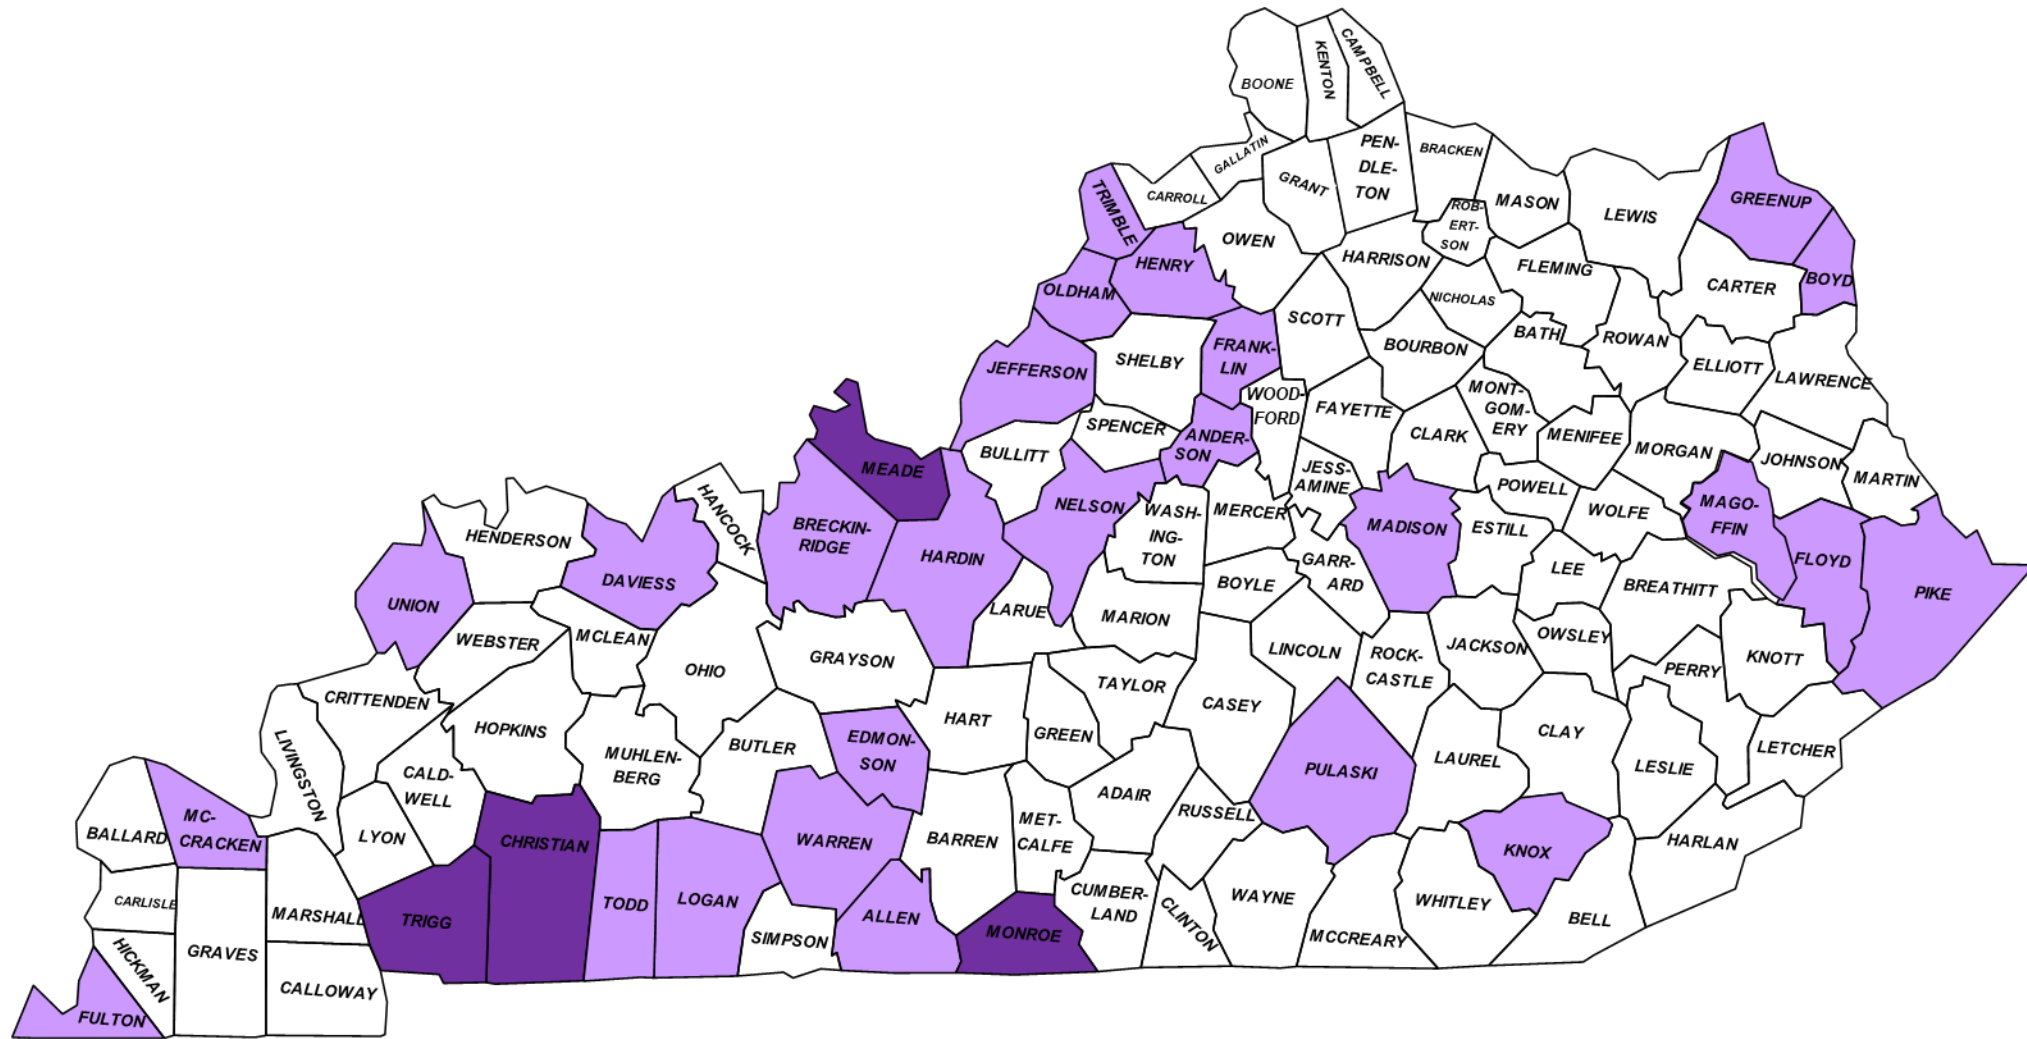 BOONE
KENTON
CAMPBELL
GALLATIN
GRANT
PEN-
DLE-
TON
BRACKEN
CARROLL
TRIMBLE
OWEN
ROB-
ERT-
SON
MASON
LEWIS
GREENUP
HENRY
OLDHAM
HARRISON
FLEMING
NICHOLAS
CARTER
BOYD
SCOTT
BATH
ROWAN
ELLIOTT
LAWRENCE
JEFFERSON
SHELBY
FRANK-
LIN
BOURBON
WOOD-
FORD
FAYETTE
MONT-
GOM-
ERY
MENIFEE
MORGAN
JOHNSON
MARTIN
SPENCER
ANDER-
SON
CLARK
BULLITT
MEADE
JESS-
AMINE
POWELL
WOLFE
MAGO-
FFIN
FLOYD
PIKE
HANCOCK
BRECKIN-
RIDGE
HARDIN
NELSON
WASH-
ING-
TON
MERCER
MADISON
ESTILL
HENDERSON
DAVIESS
UNION
LARUE
MARION
BOYLE
GARR-
ARD
LEE
BREATHITT
WEBSTER
MCLEAN
OHIO
GRAYSON
LINCOLN
ROCK-
CASTLE
JACKSON
OWSLEY
PERRY
KNOTT
CRITTENDEN
HOPKINS
MUHLEN-
BERG
BUTLER
EDMON-
SON
HART
GREEN
TAYLOR
CASEY
PULASKI
LAUREL
CLAY
LESLIE
LETCHER
LIVINGSTON
CALD-
WELL
LYON
BALLARD
MC-
CRACKEN
CHRISTIAN
TRIGG
TODD
LOGAN
WARREN
BARREN
MET-
CALFE
ADAIR
RUSSELL
KNOX
HARLAN
CARLISLE
MARSHALL
SIMPSON
ALLEN
MONROE
CUMBER-
LAND
CLINTON
WAYNE
MCCREARY
WHITLEY
BELL
HICKMAN
GRAVES
CALLOWAY
FULTON